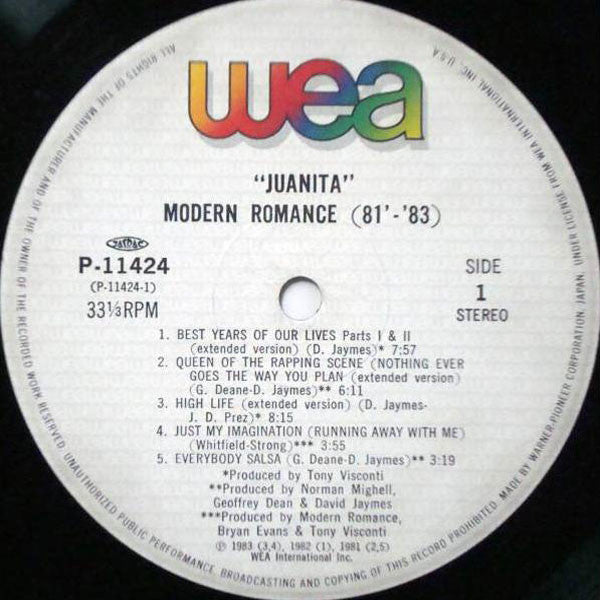 wea
"JUANITA"
MODERN ROMANCE (81'-'83)
JASRAC
P-11424
(P-11424-1)
33⅓RPM
SIDE
1
STEREO
1. BEST YEARS OF OUR LIVES Parts I & II
(extended version) (D. Jaymes)* 7:57
2. QUEEN OF THE RAPPING SCENE (NOTHING EVER
GOES THE WAY YOU PLAN (extended version)
(G. Deane-D. Jaymes)** 6:11
3. HIGH LIFE (extended version) (D. Jaymes-
J. D. Prez)* 8:15
4. JUST MY IMAGINATION (RUNNING AWAY WITH ME)
(Whitfield-Strong)*** 3:55
5. EVERYBODY SALSA (G. Deane-D. Jaymes)** 3:19
*Produced by Tony Visconti
**Produced by Norman Mighell,
Geoffrey Dean & David Jaymes
***Produced by Modern Romance,
Bryan Evans & Tony Visconti
℗ 1983 (3,4), 1982 (1), 1981 (2,5)
WEA International Inc.
ALL RIGHTS OF THE MANUFACTURER AND OF THE OWNER OF THE RECORDED WORK RESERVED. UNAUTHORIZED PUBLIC PERFORMANCE, BROADCASTING AND COPYING OF THIS RECORD PROHIBITED. MADE BY WARNER-PIONEER CORPORATION, JAPAN, UNDER LICENSE FROM WEA INTERNATIONAL INC. U.S.A.